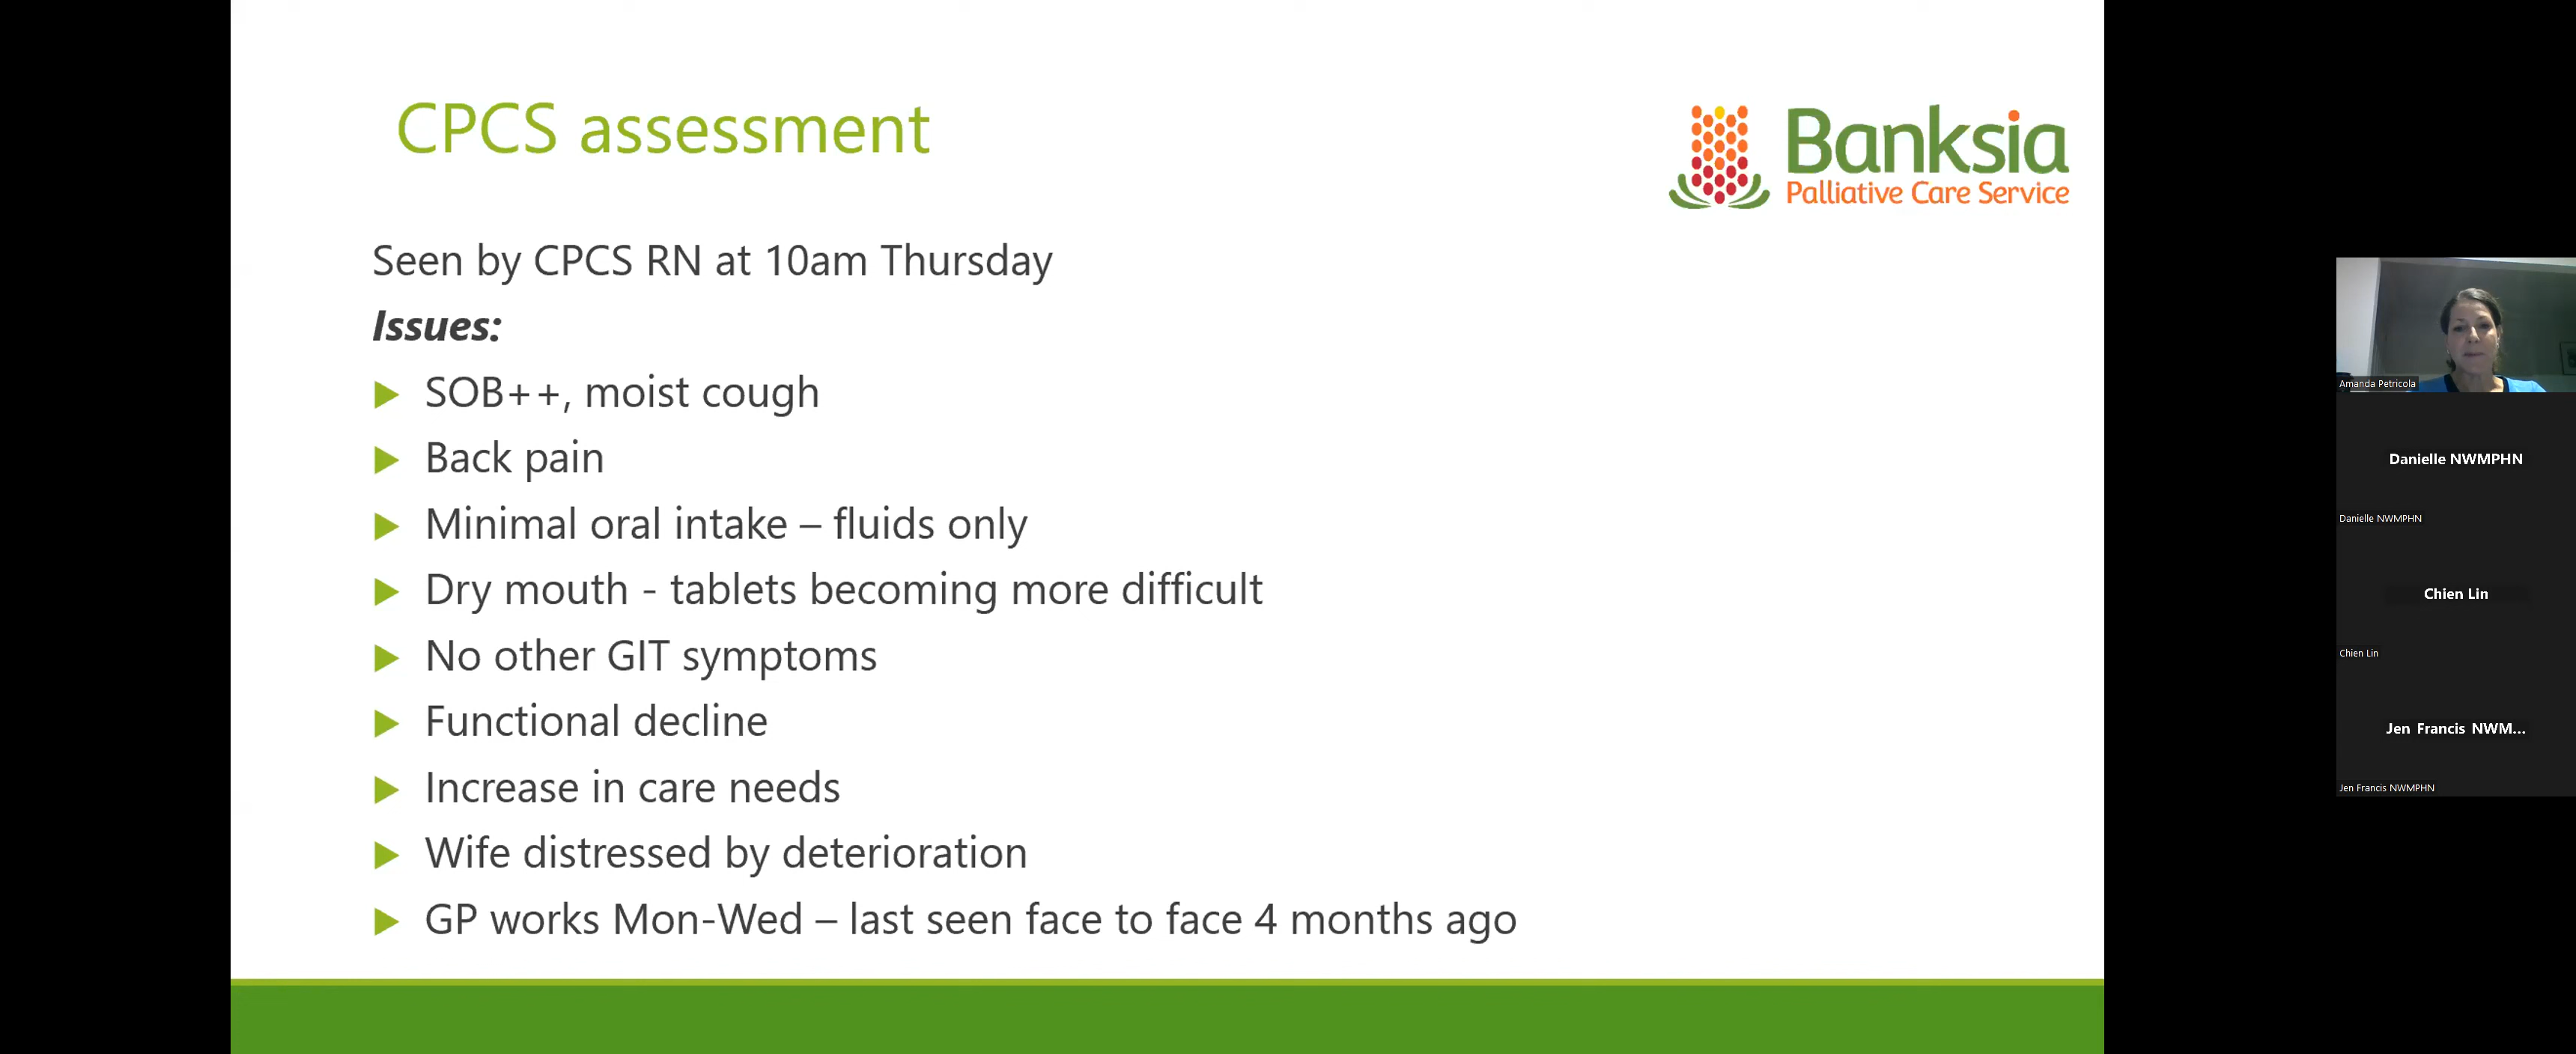 CPCS assessment
Banksia
Palliative Care Service
Seen by CPCS RN at 10am Thursday
Issues:
SOB++, moist cough
Back pain
Minimal oral intake – fluids only
Dry mouth - tablets becoming more difficult
No other GIT symptoms
Functional decline
Increase in care needs
Wife distressed by deterioration
GP works Mon-Wed – last seen face to face 4 months ago
Amanda Petricola
Danielle NWMPHN
Danielle NWMPHN
Chien Lin
Chien Lin
Jen Francis NWM...
Jen Francis NWMPHN